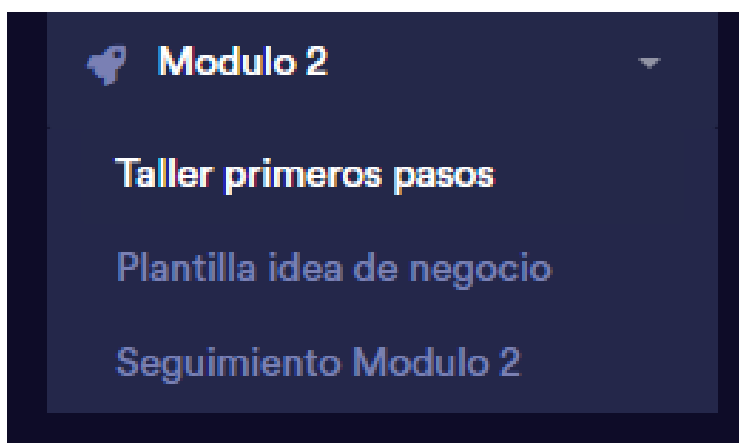 Modulo 2
Taller primeros pasos
Plantilla idea de negocio
Seguimiento Modulo 2